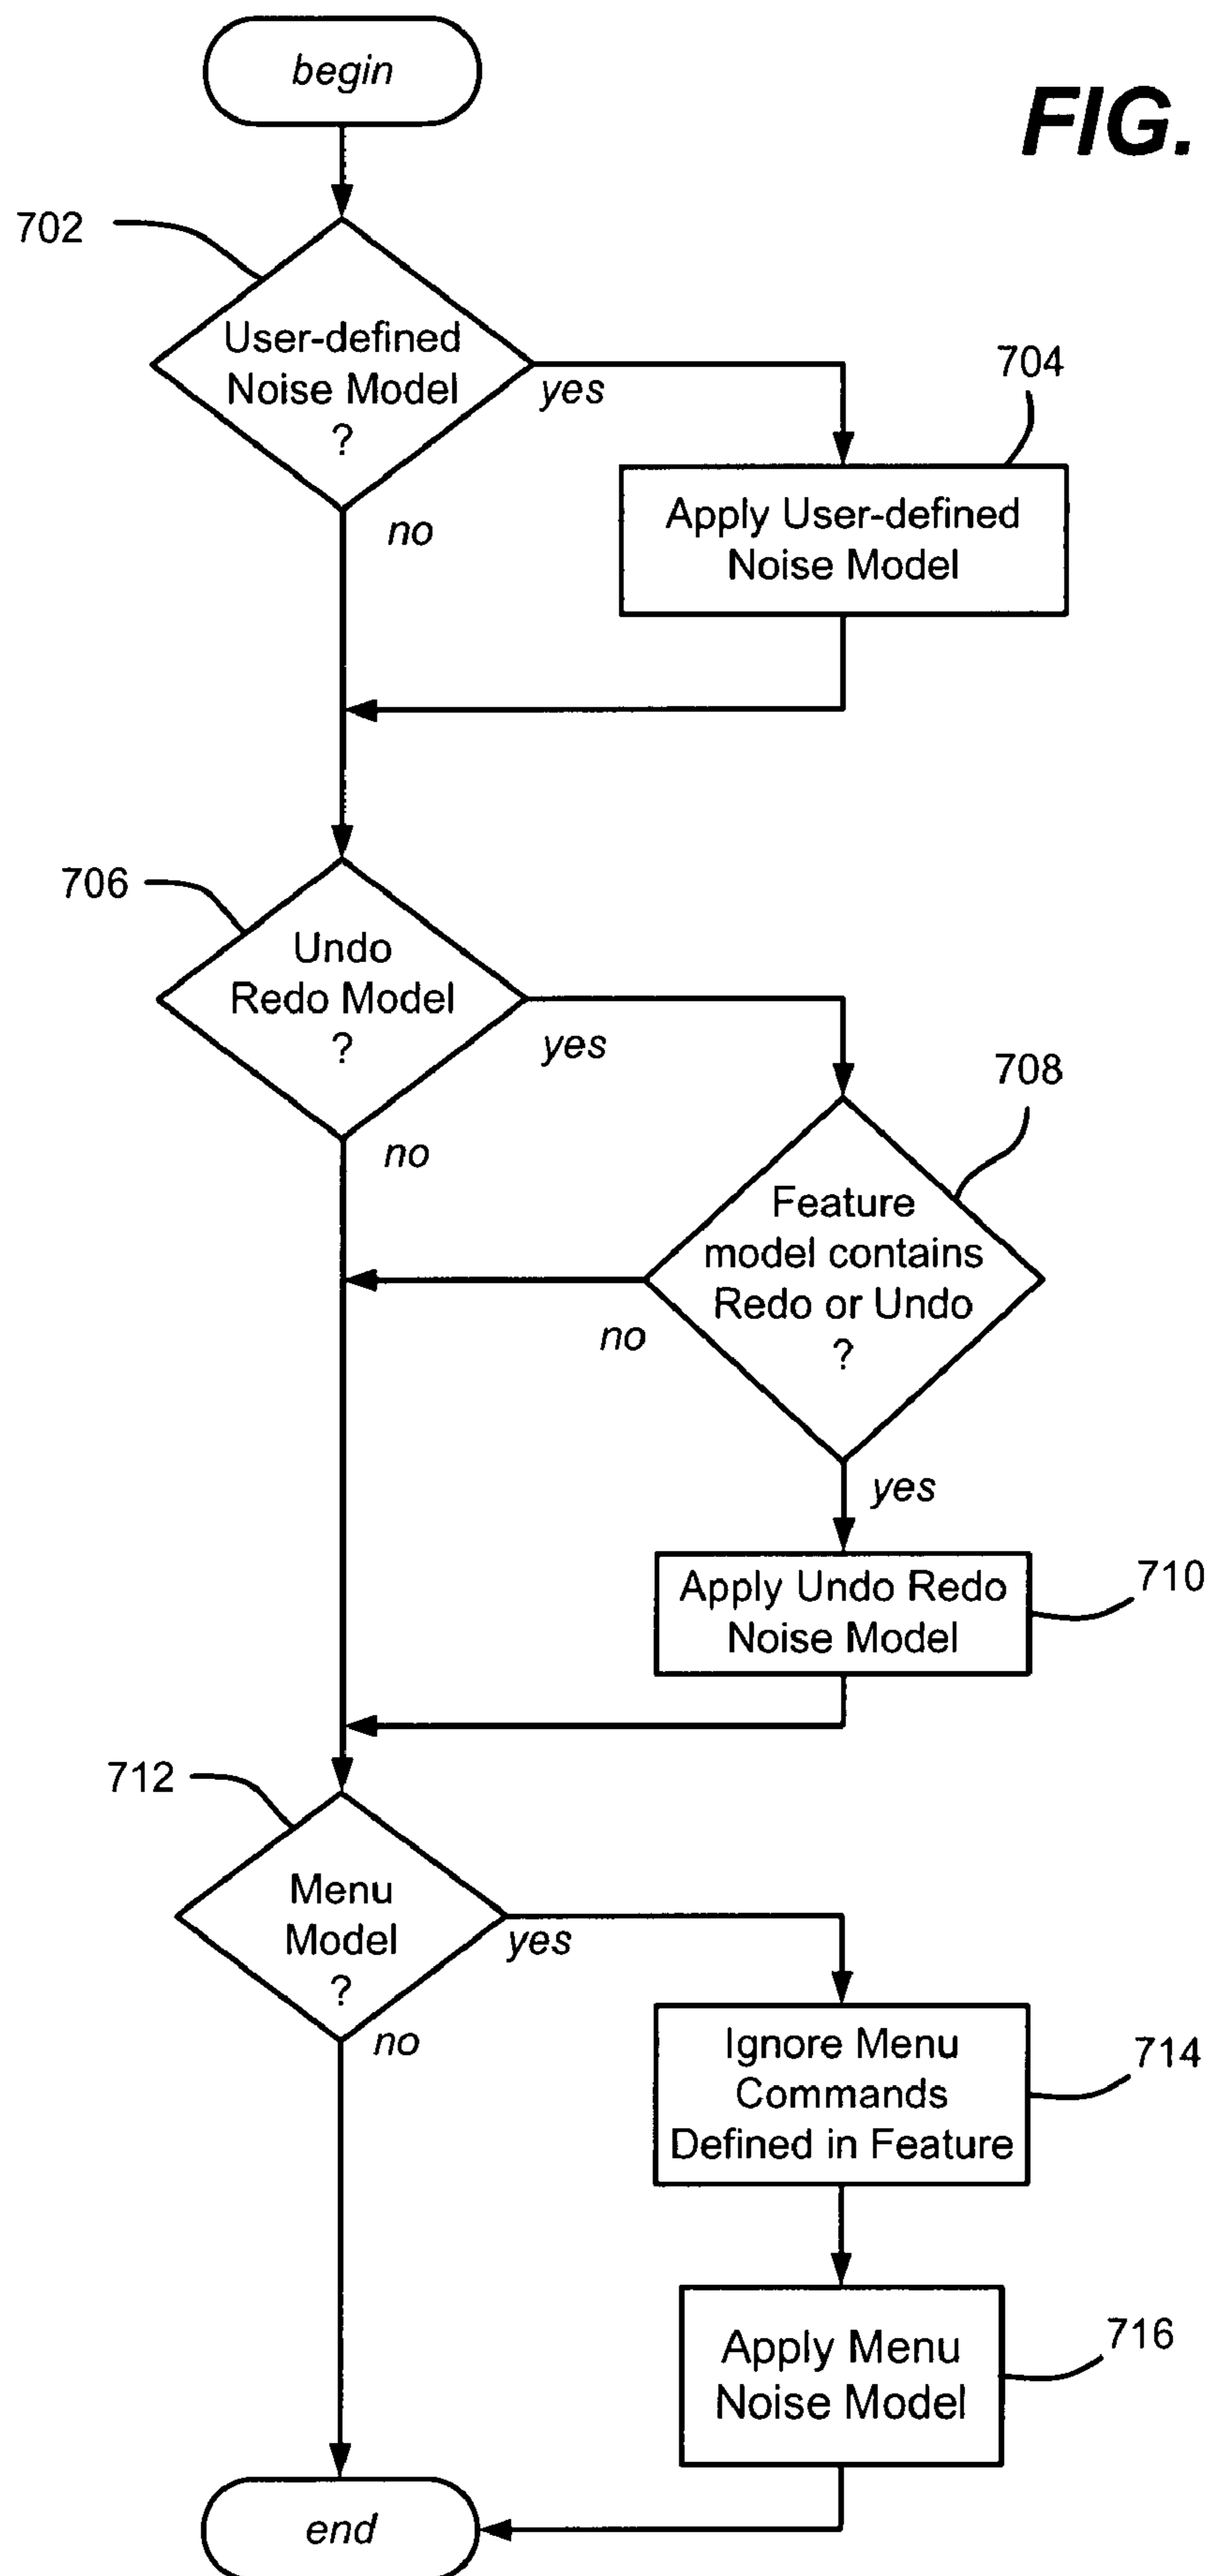 begin
FIG.
702
User-defined
Noise Model
?
yes
no
704
Apply User-defined
Noise Model
706
Undo
Redo Model
?
yes
no
708
Feature
model contains
Redo or Undo
?
no
yes
Apply Undo Redo
Noise Model
710
712
Menu
Model
?
yes
no
Ignore Menu
Commands
Defined in Feature
714
Apply Menu
Noise Model
716
end